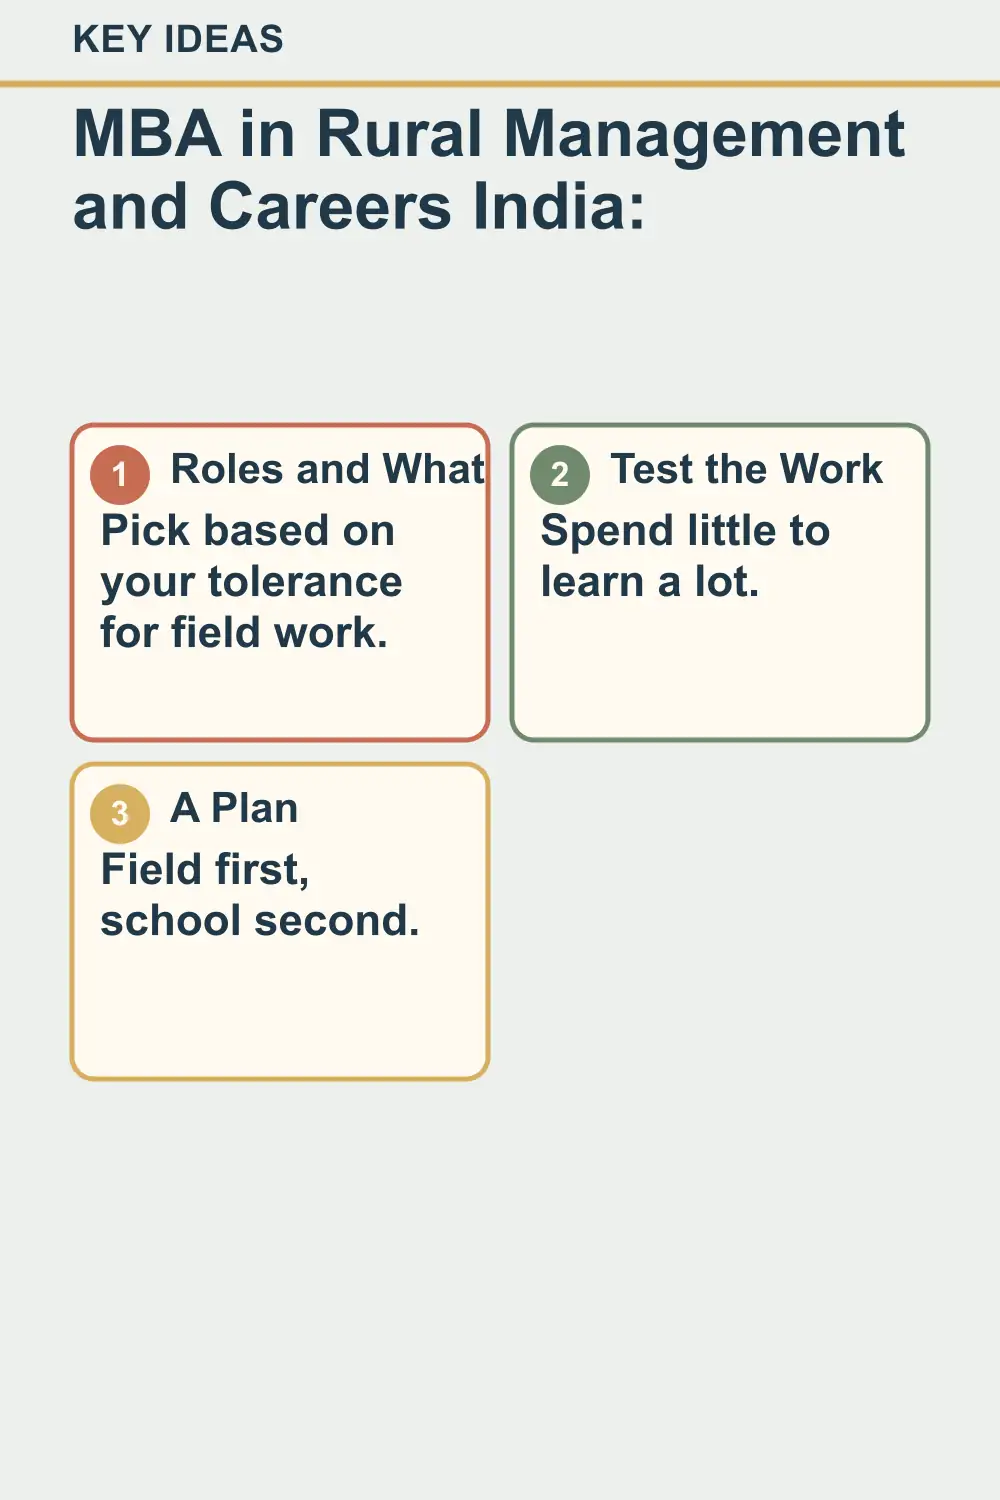 KEY IDEAS
MBA in Rural Management
and Careers India:
1 Roles and What
Pick based on
your tolerance
for field work.
2 Test the Work
Spend little to
learn a lot.
3 A Plan
Field first,
school second.